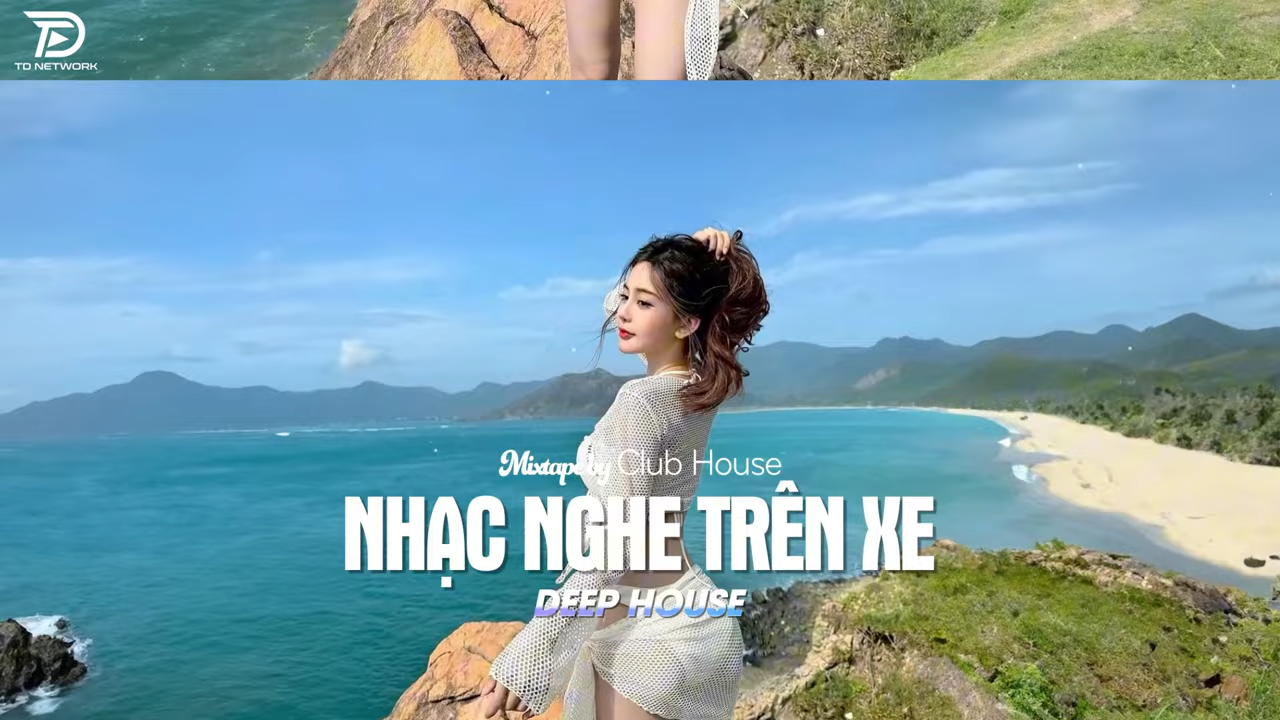 TD NETWORK
Mixtape by Club House
NHẠC NGHE TRÊN XE
DEEP HOUSE